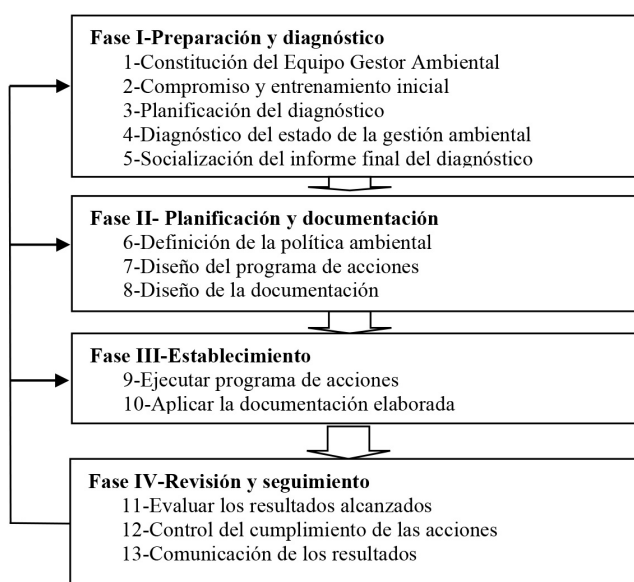 Fase I-Preparación y diagnóstico
1-Constitución del Equipo Gestor Ambiental
2-Compromiso y entrenamiento inicial
3-Planificación del diagnóstico
4-Diagnóstico del estado de la gestión ambiental
5-Socialización del informe final del diagnóstico
Fase II- Planificación y documentación
6-Definición de la política ambiental
7-Diseño del programa de acciones
8-Diseño de la documentación
Fase III-Establecimiento
9-Ejecutar programa de acciones
10-Aplicar la documentación elaborada
Fase IV-Revisión y seguimiento
11-Evaluar los resultados alcanzados
12-Control del cumplimiento de las acciones
13-Comunicación de los resultados